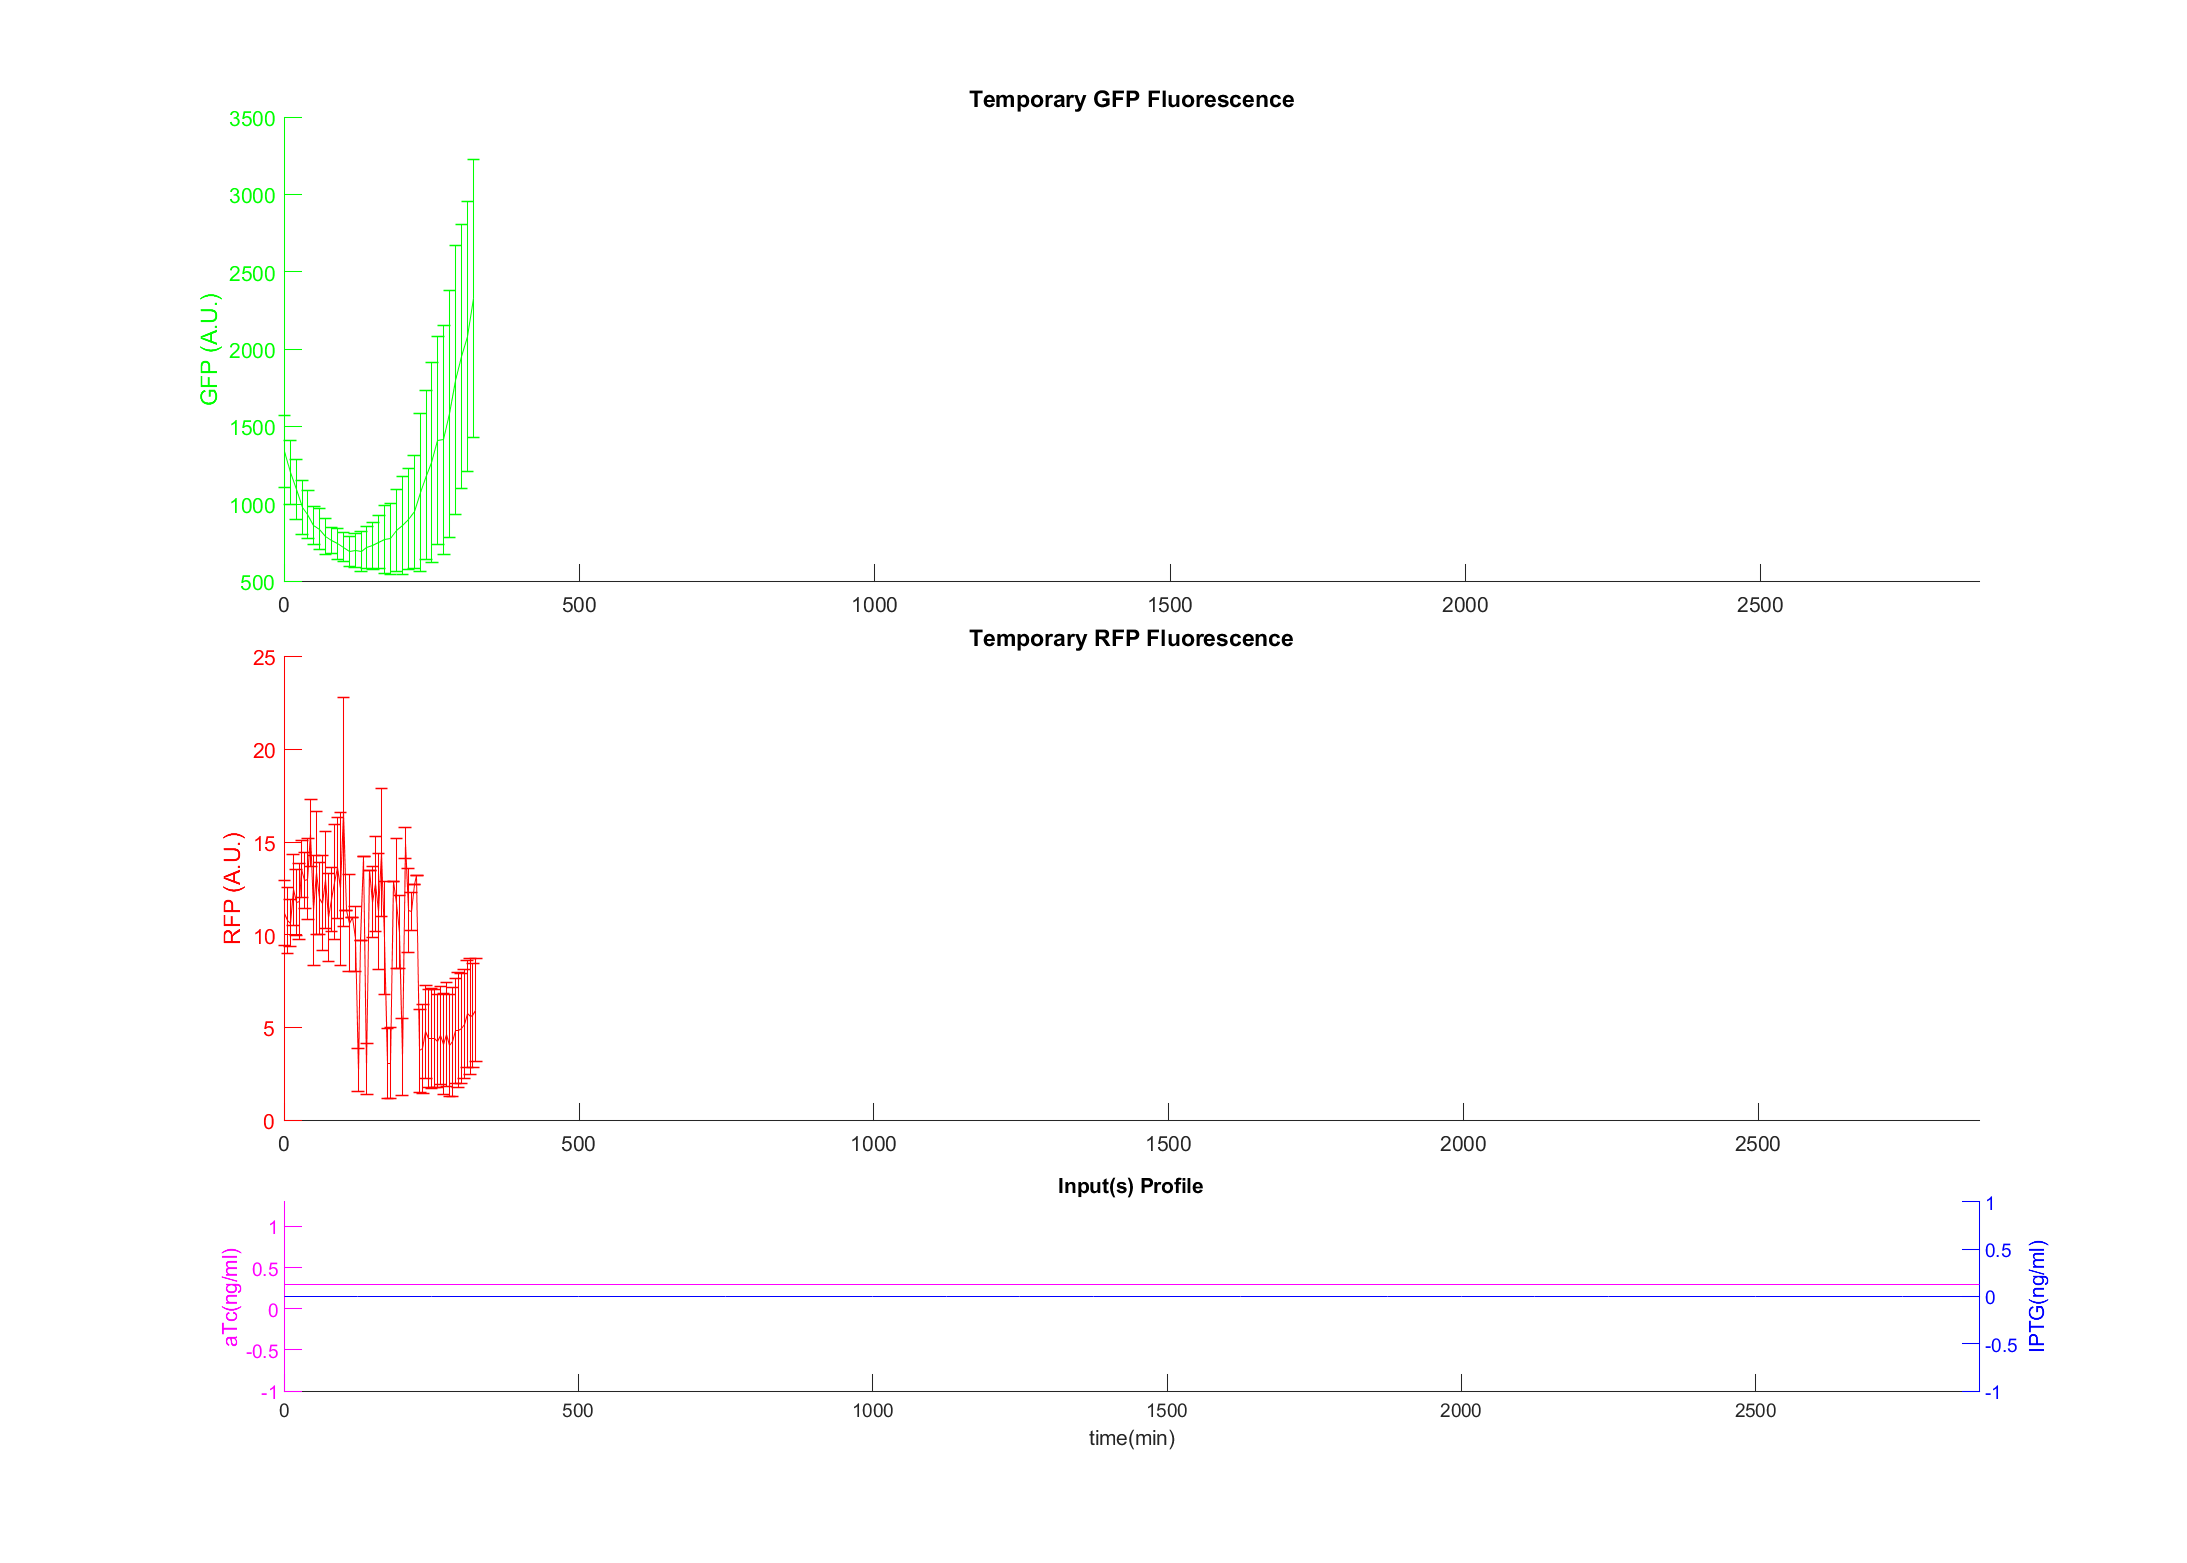 Temporary GFP Fluorescence
3500
3000
2500
2000
1500
1000
500
GFP (A.U.)
0 500 1000 1500 2000 2500
Temporary RFP Fluorescence
25
20
15
10
5
0
RFP (A.U.)
0 500 1000 1500 2000 2500
Input(s) Profile
1
0.5
0
-0.5
-1
aTc(ng/ml)
1
0.5
0
-0.5
-1
IPTG(ng/ml)
0 500 1000 1500 2000 2500
time(min)